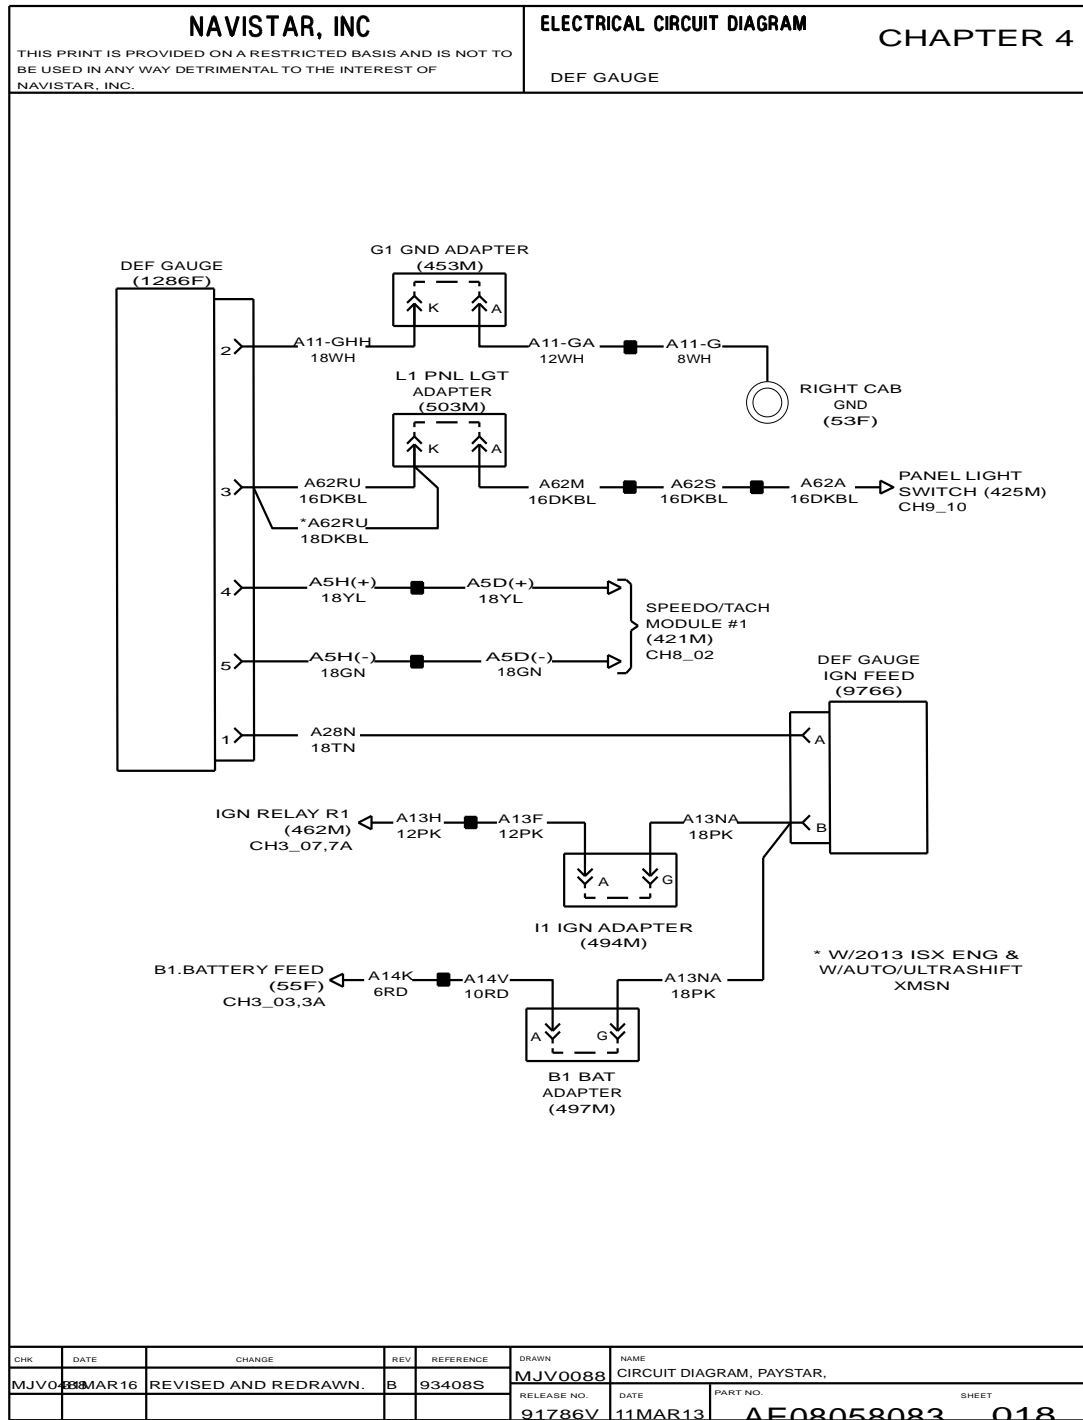 NAVISTAR, INC
THIS PRINT IS PROVIDED ON A RESTRICTED BASIS AND IS NOT TO
BE USED IN ANY WAY DETRIMENTAL TO THE INTEREST OF
NAVISTAR, INC.
ELECTRICAL CIRCUIT DIAGRAM
CHAPTER 4
DEF GAUGE
G1 GND ADAPTER
(453M)
DEF GAUGE
(1286F)
K
A
2
A11-GHH
18WH
A11-GA
12WH
A11-G
8WH
L1 PNL LGT
ADAPTER
(503M)
RIGHT CAB
GND
(53F)
K
A
3
A62RU
16DKBL
A62M
16DKBL
A62S
16DKBL
A62A
16DKBL
PANEL LIGHT
SWITCH (425M)
CH9_10
*A62RU
18DKBL
4
A5H(+)
18YL
A5D(+)
18YL
SPEEDO/TACH
MODULE #1
(421M)
CH8_02
5
A5H(-)
18GN
A5D(-)
18GN
DEF GAUGE
IGN FEED
(9766)
1
A28N
18TN
A
IGN RELAY R1
(462M)
CH3_07,7A
A13H
12PK
A13F
12PK
A13NA
18PK
B
A
G
I1 IGN ADAPTER
(494M)
B1.BATTERY FEED
(55F)
CH3_03,3A
A14K
6RD
A14V
10RD
A13NA
18PK
* W/2013 ISX ENG &
W/AUTO/ULTRASHIFT
XMSN
A
G
B1 BAT
ADAPTER
(497M)
CHK
DATE
CHANGE
REV
REFERENCE
DRAWN
NAME
REVISED AND REDRAWN.
B
93408S
MJV0088
CIRCUIT DIAGRAM, PAYSTAR,
RELEASE NO.
DATE
PART NO.
SHEET
91786V
11MAR13
AE08058083
018